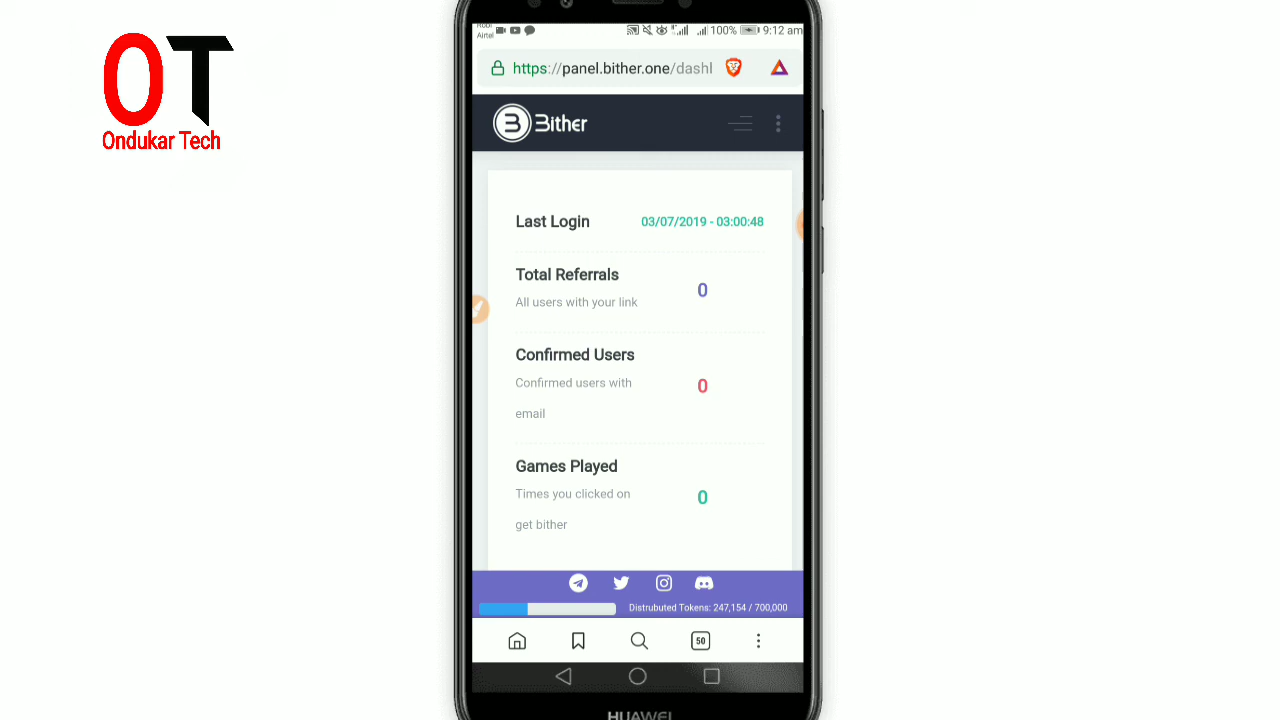 OT
Ondukar Tech
Robi
Airtel
100%
9:12 am
https://panel.bither.one/dashl
Bither
Last Login
03/07/2019 - 03:00:48
Total Referrals
All users with your link
0
Confirmed Users
Confirmed users with
email
0
Games Played
Times you clicked on
get bither
0
Distrubuted Tokens: 247,154 / 700,000
50
HUAWEI